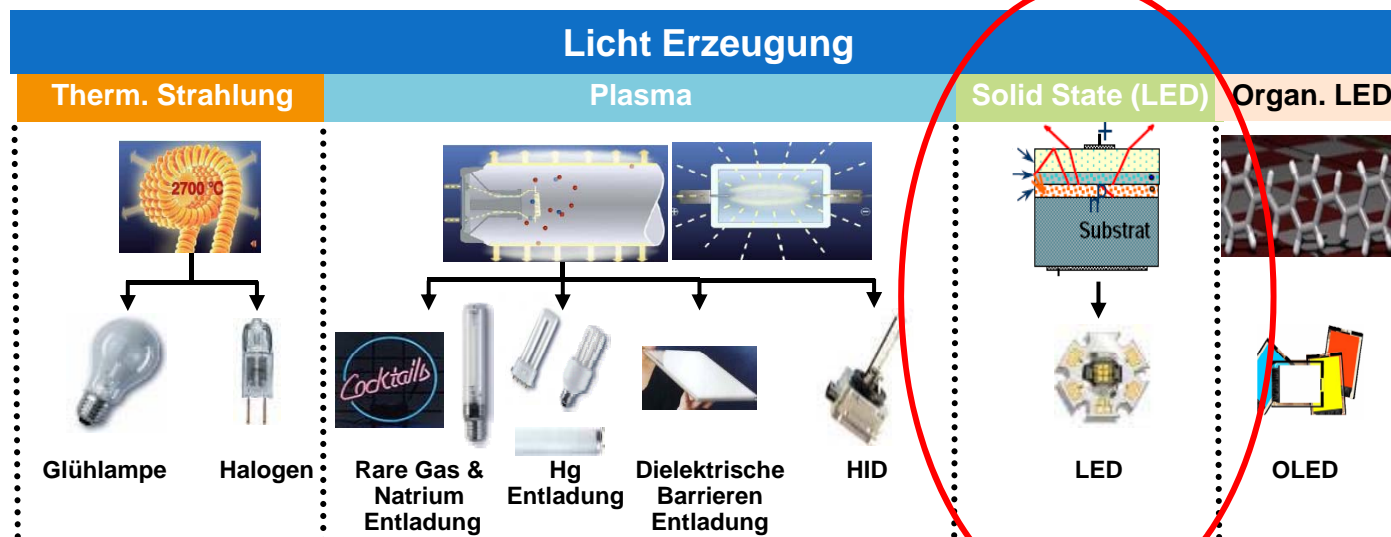 Licht Erzeugung
Therm. Strahlung
Plasma
Solid State (LED)
Organ. LED
2700 °C
+
n
Substrat
Cocktails
Glühlampe
Halogen
Rare Gas &
Natrium
Entladung
Hg
Entladung
Dielektrische
Barrieren
Entladung
HID
LED
OLED